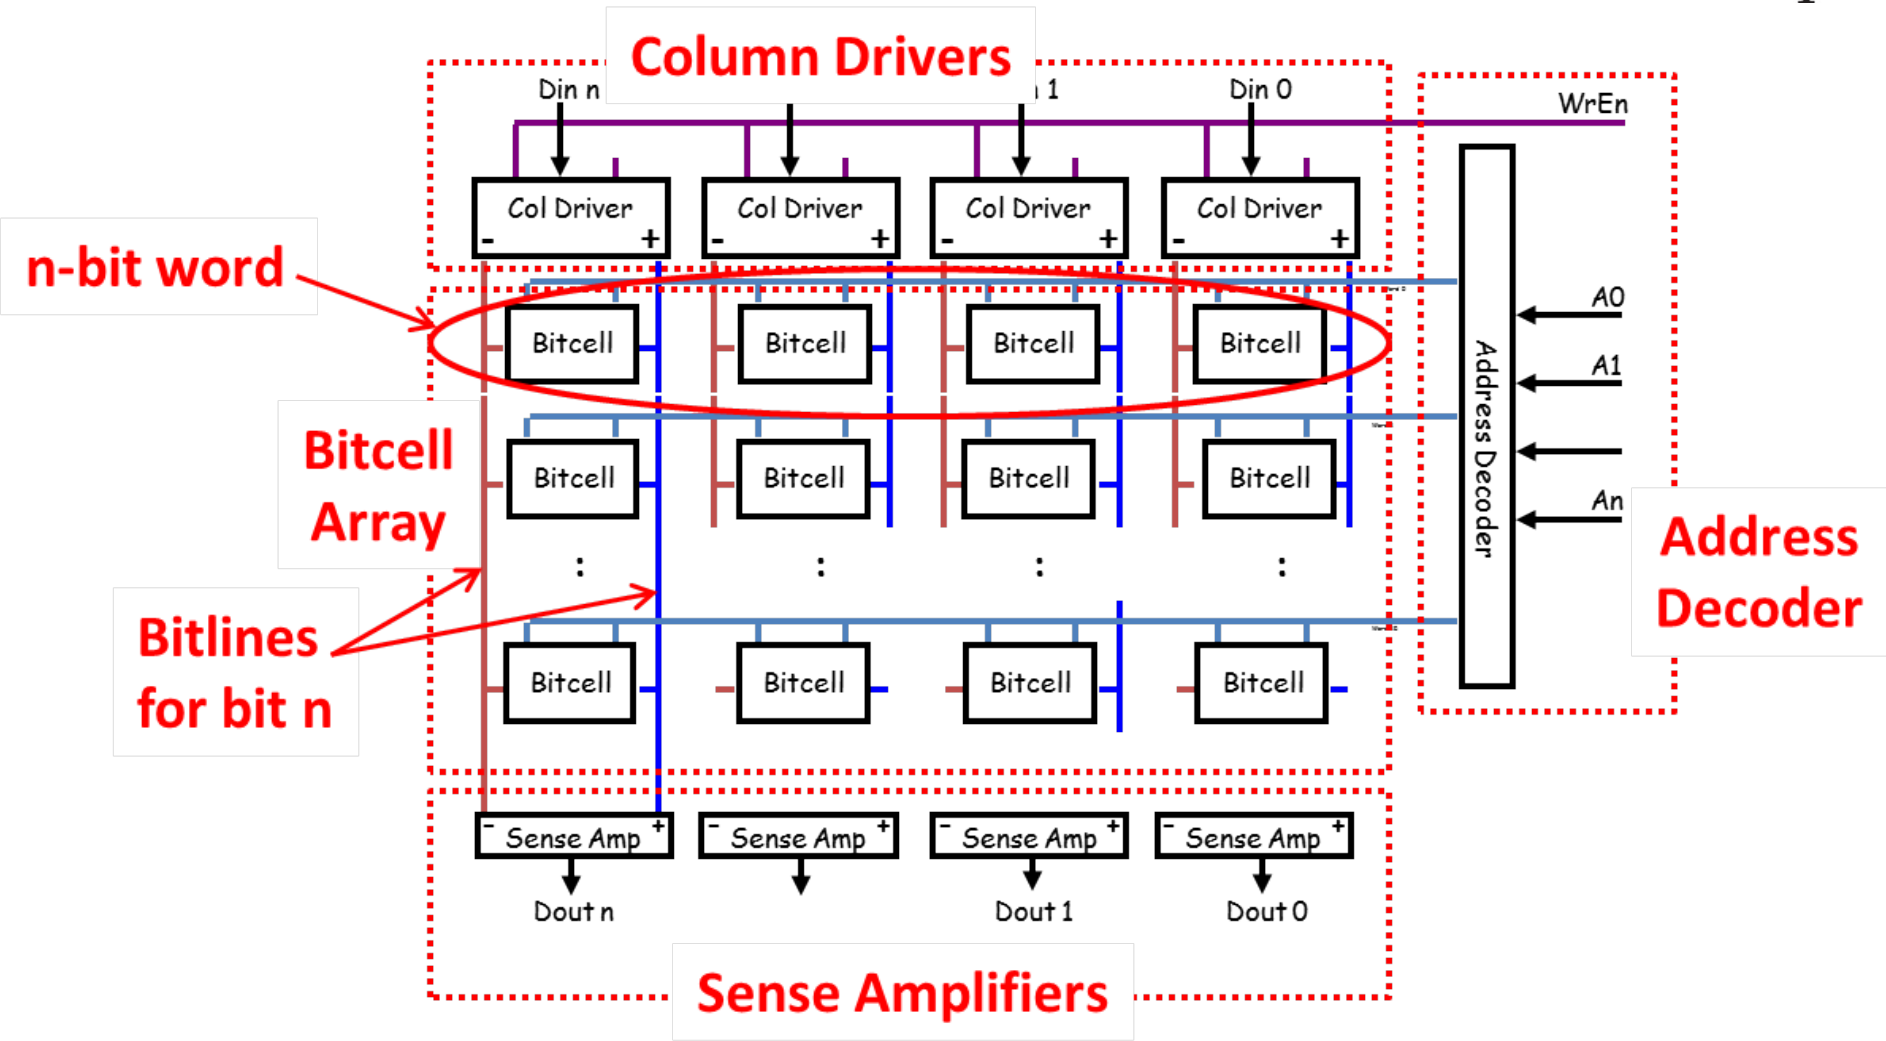 Column Drivers
Din n
1
Din 0
WrEn
Col Driver
Col Driver
Col Driver
Col Driver
- +
- +
- +
- +
n-bit word
A0
Bitcell
Bitcell
Bitcell
Bitcell
A1
Address Decoder
Bitcell
Array
Bitcell
Bitcell
Bitcell
Bitcell
An
Address
Decoder
:
:
:
:
Bitlines
for bit n
Bitcell
Bitcell
Bitcell
Bitcell
- Sense Amp +
- Sense Amp +
- Sense Amp +
- Sense Amp +
Dout n
Dout 1
Dout 0
Sense Amplifiers